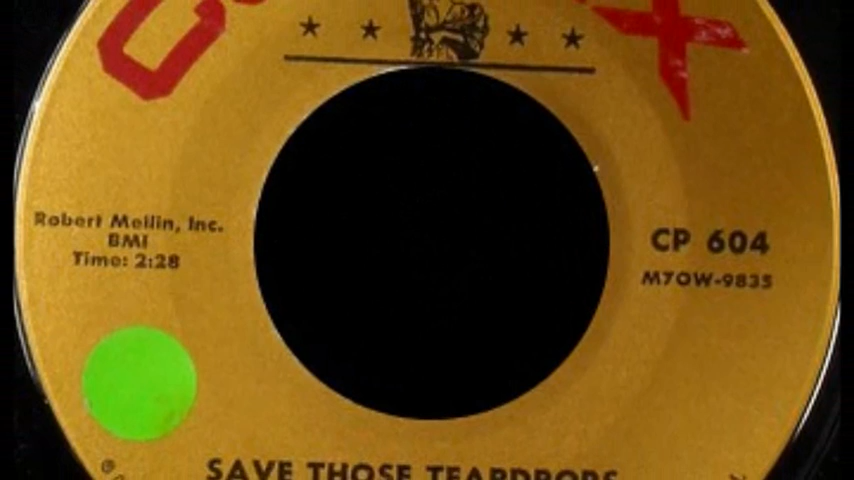 Robert Mellin, Inc.
BMI
Time: 2:28
CP 604
M7OW-9835
SAVE THOSE TEARDROPS